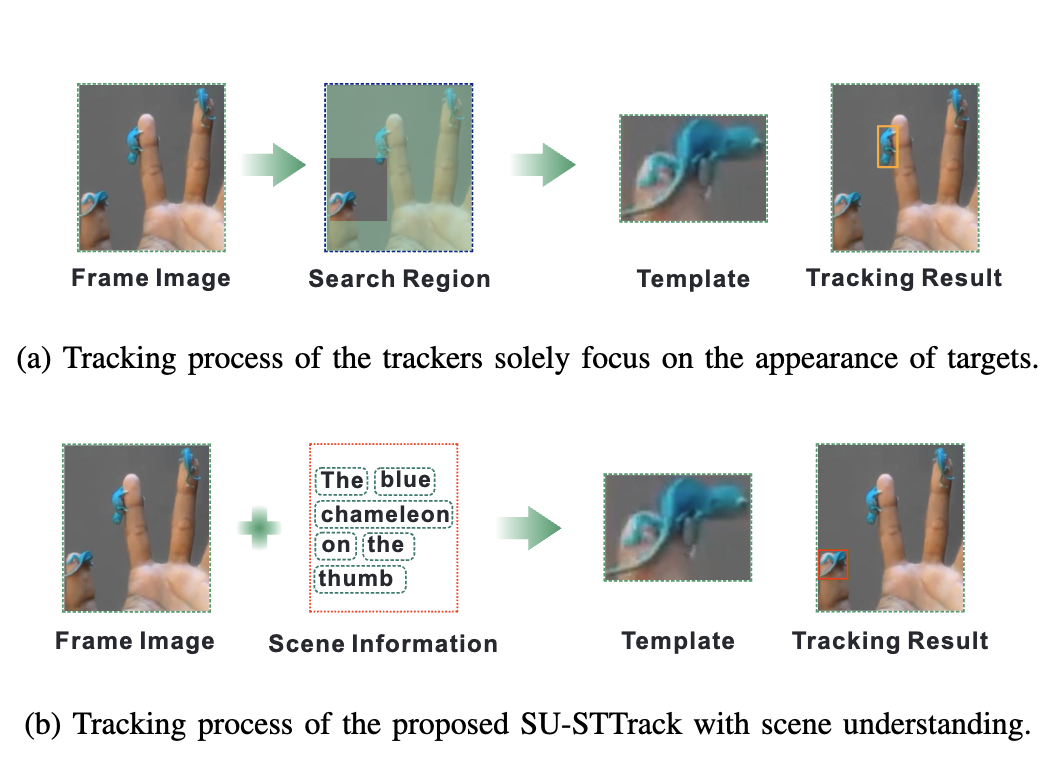 Frame Image
Search Region
Template
Tracking Result
(a) Tracking process of the trackers solely focus on the appearance of targets.
The blue
chameleon
on the
thumb
Frame Image
Scene Information
Template
Tracking Result
(b) Tracking process of the proposed SU-STTrack with scene understanding.